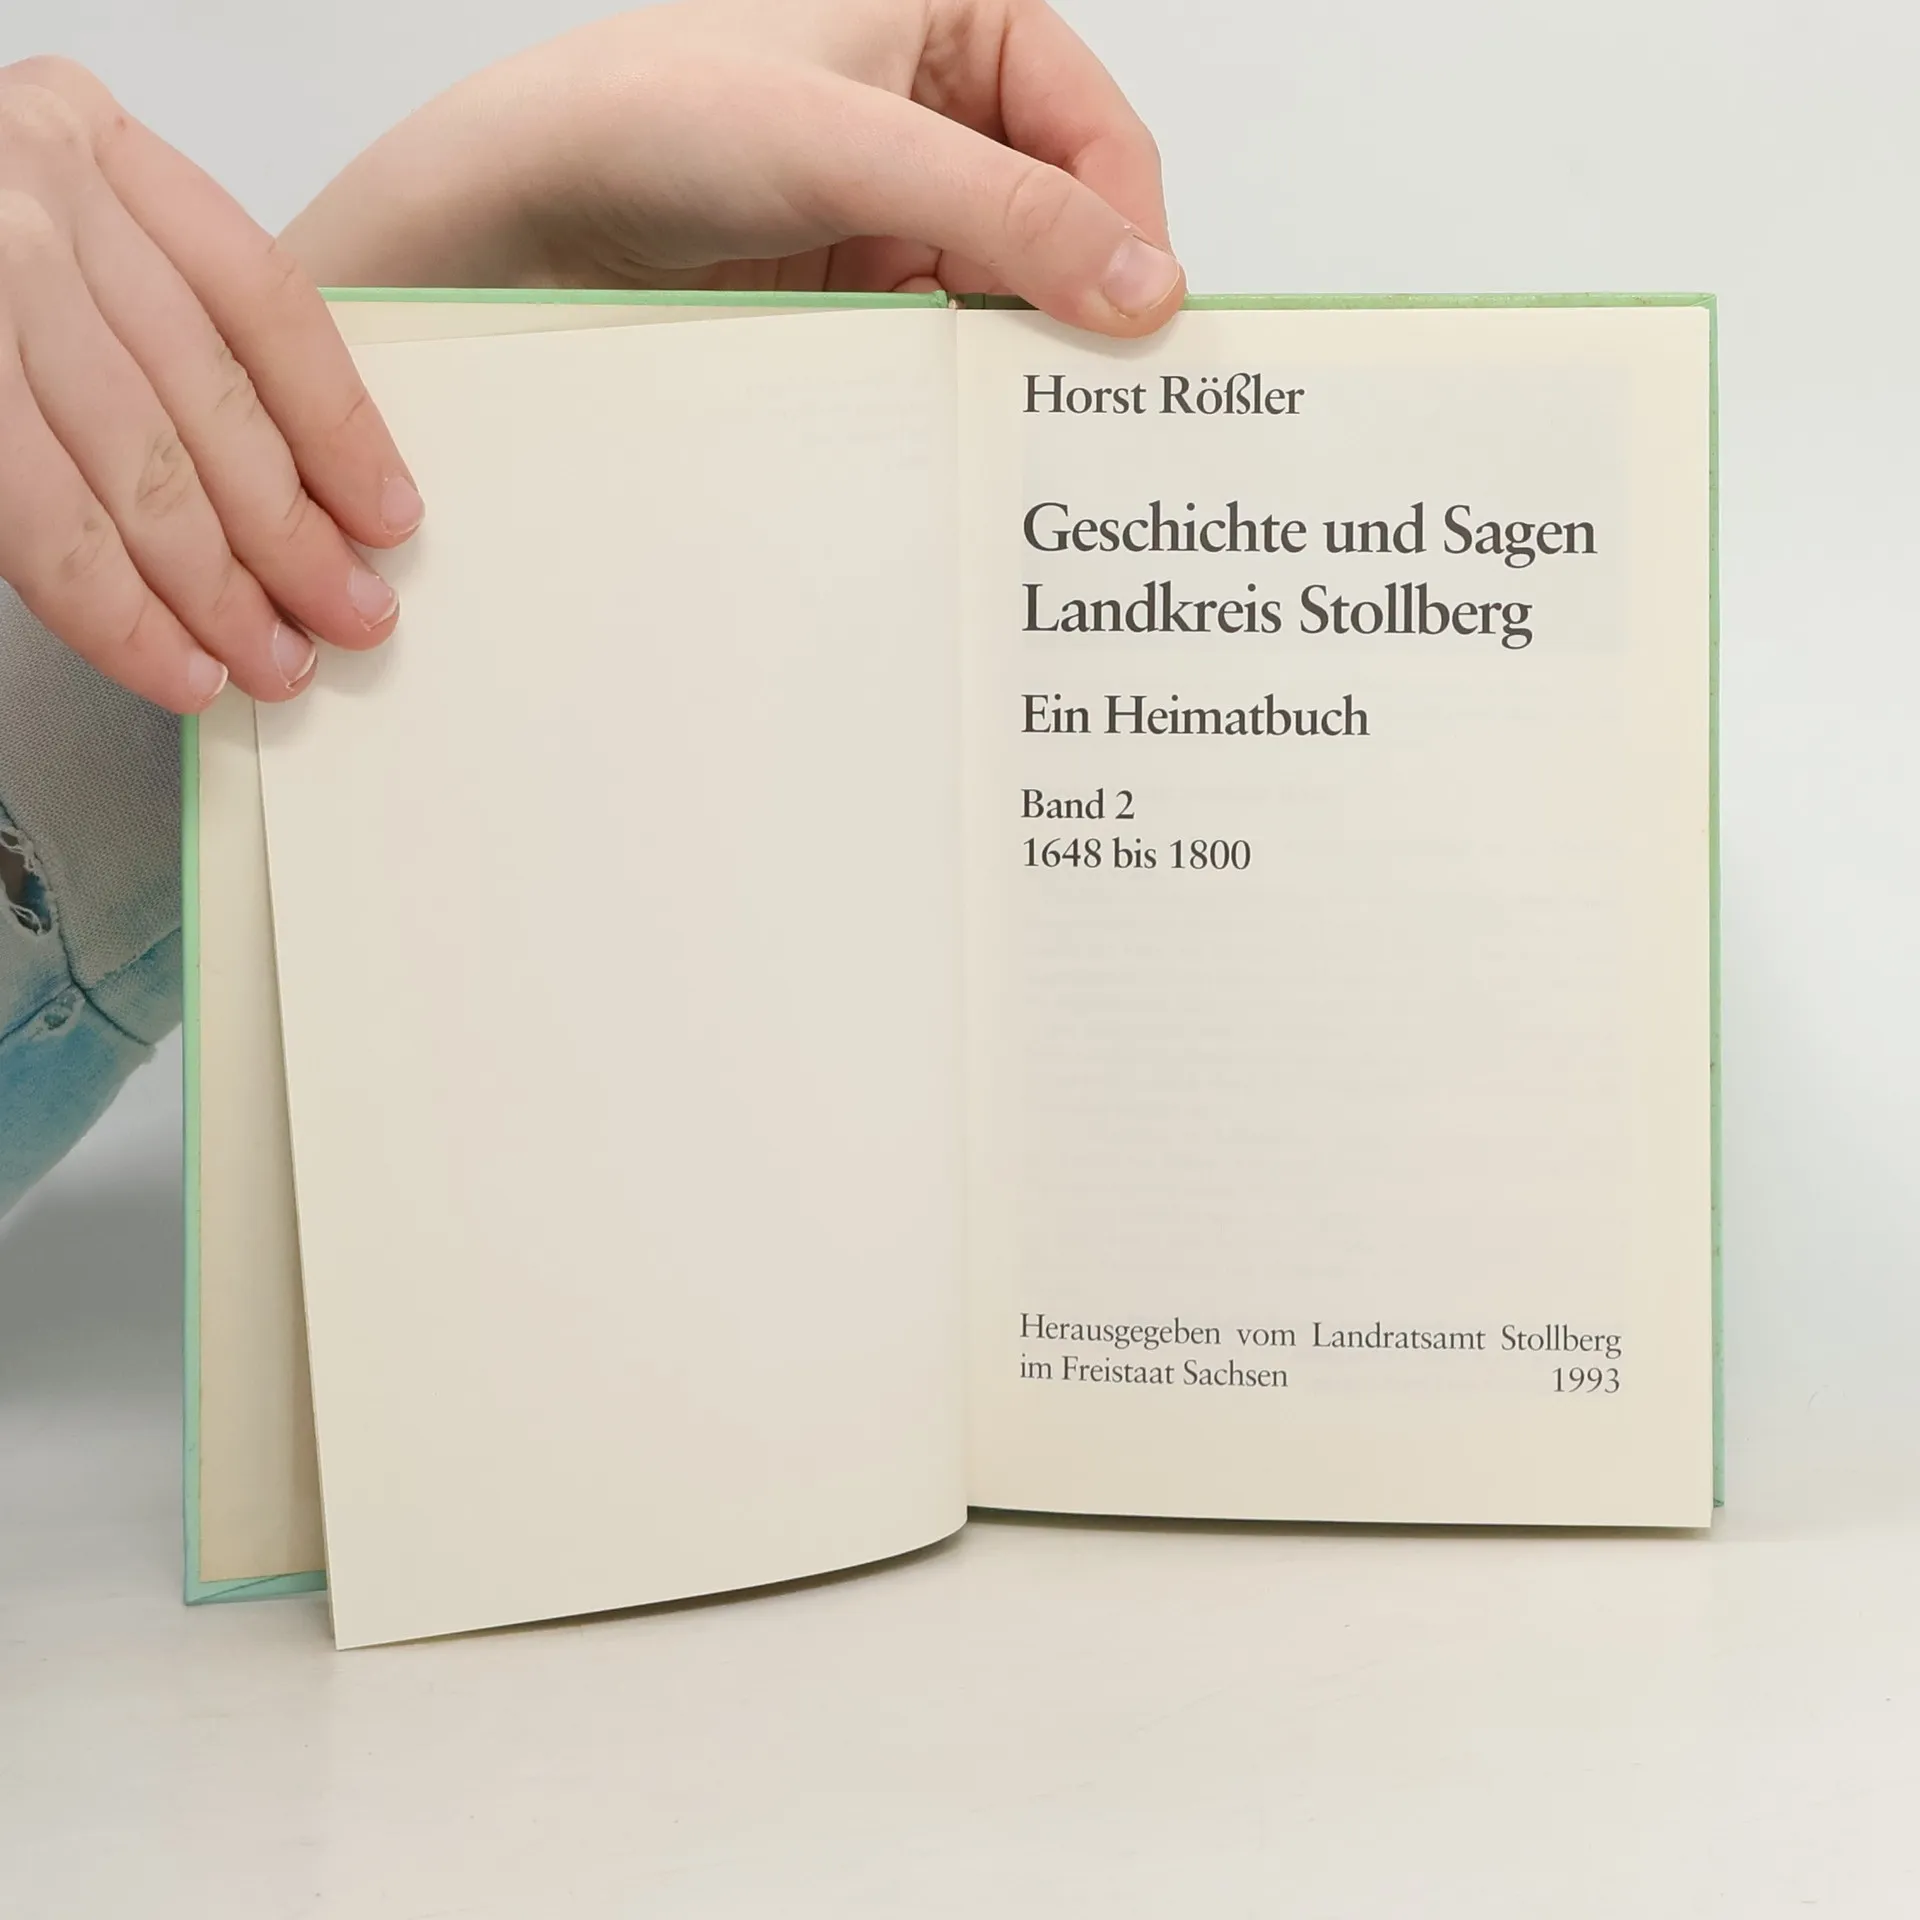 Horst Rößler
Geschichte und Sagen
Landkreis Stollberg
Ein Heimatbuch
Band 2
1648 bis 1800
Herausgegeben vom Landratsamt Stollberg
im Freistaat Sachsen 1993